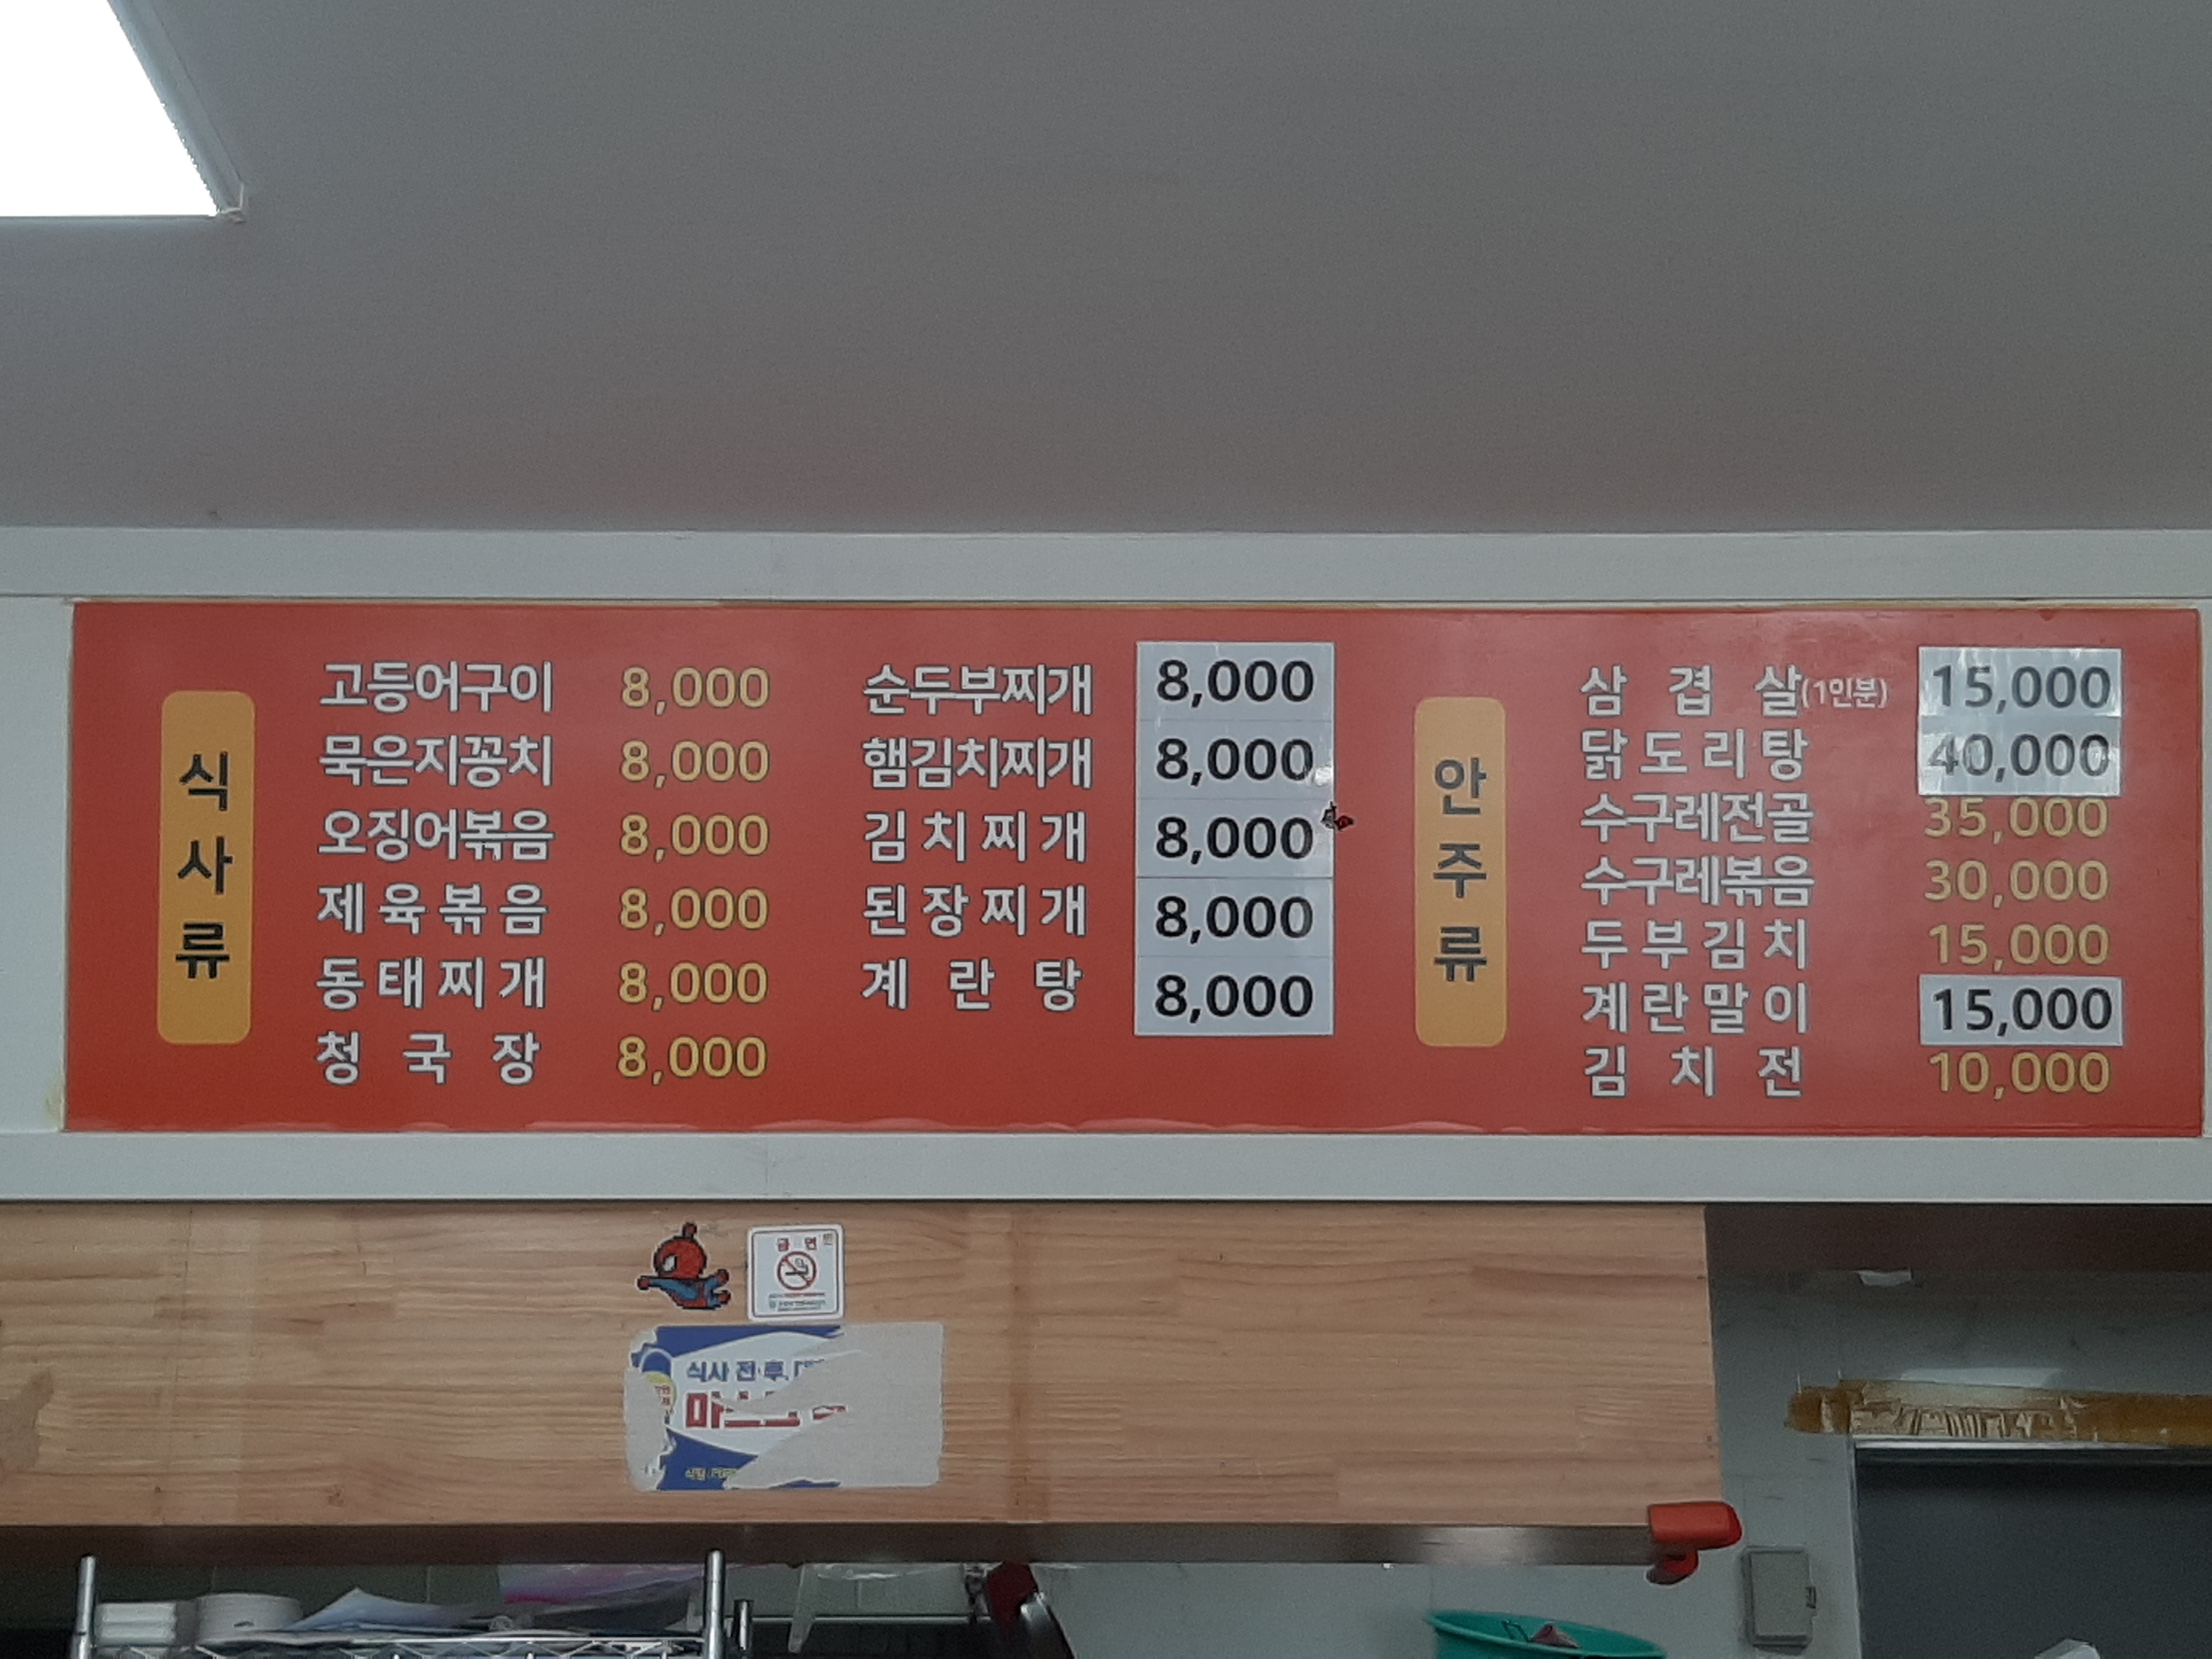 식사류
고등어구이 8,000
묵은지꽁치 8,000
오징어볶음 8,000
제육볶음 8,000
동태찌개 8,000
청국장 8,000
순두부찌개 8,000
햄김치찌개 8,000
김치찌개 8,000
된장찌개 8,000
계란탕 8,000
안주류
삼겹살(1인분) 15,000
닭도리탕 40,000
수구레전골 35,000
수구레볶음 30,000
두부김치 15,000
계란말이 15,000
김치전 10,000
금연
식사 전·후,